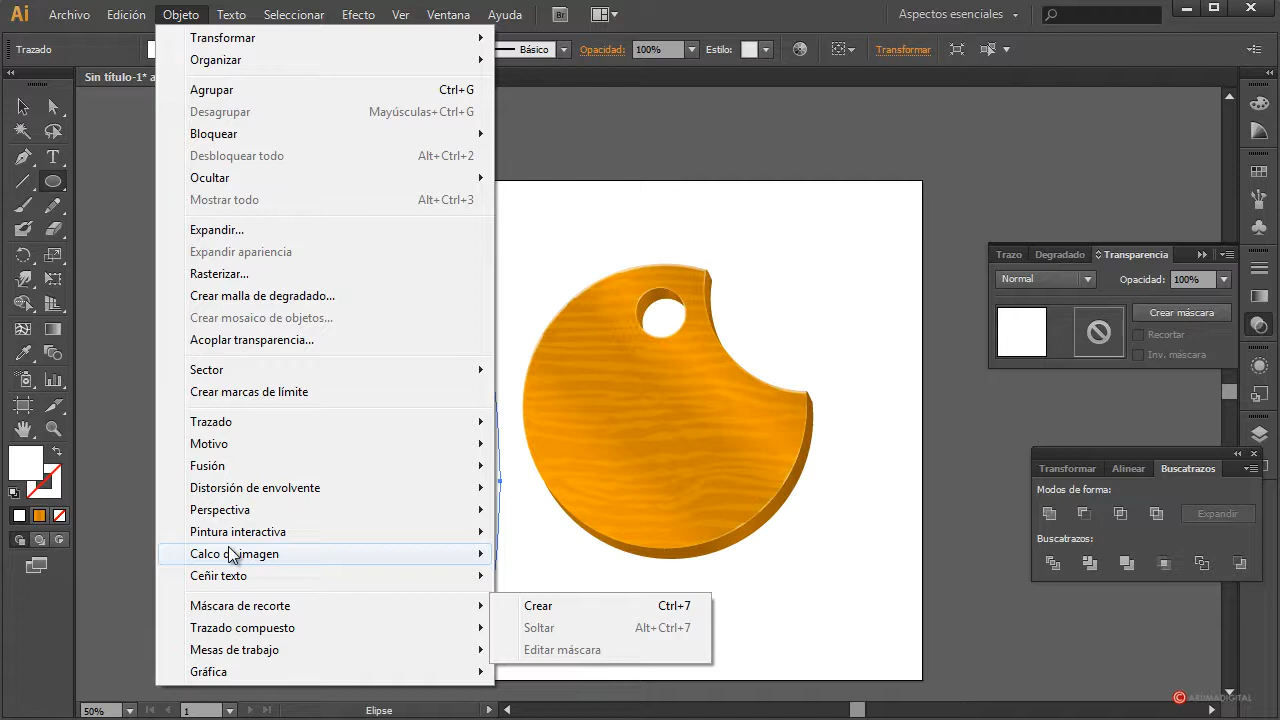 Ai Archivo Edición Objeto Texto Seleccionar Efecto Ver Ventana Ayuda Br Aspectos esenciales
Trazado Básico Opacidad: 100% Estilo: Transformar
Sin título-1* a
Transformar
Organizar
Agrupar Ctrl+G
Desagrupar Mayúsculas+Ctrl+G
Bloquear
Desbloquear todo Alt+Ctrl+2
Ocultar
Mostrar todo Alt+Ctrl+3
Expandir...
Expandir apariencia
Rasterizar...
Crear malla de degradado...
Crear mosaico de objetos...
Acoplar transparencia...
Sector
Crear marcas de límite
Trazado
Motivo
Fusión
Distorsión de envolvente
Perspectiva
Pintura interactiva
Calco de imagen
Ceñir texto
Máscara de recorte
Trazado compuesto
Mesas de trabajo
Gráfica
Crear Ctrl+7
Soltar Alt+Ctrl+7
Editar máscara
Trazo Degradado Transparencia
Normal Opacidad: 100%
Crear máscara
Recortar
Inv. máscara
Transformar Alinear Buscatrazos
Modos de forma:
Expandir
Buscatrazos:
50% 1 Elipse
© ARUMADIGITAL